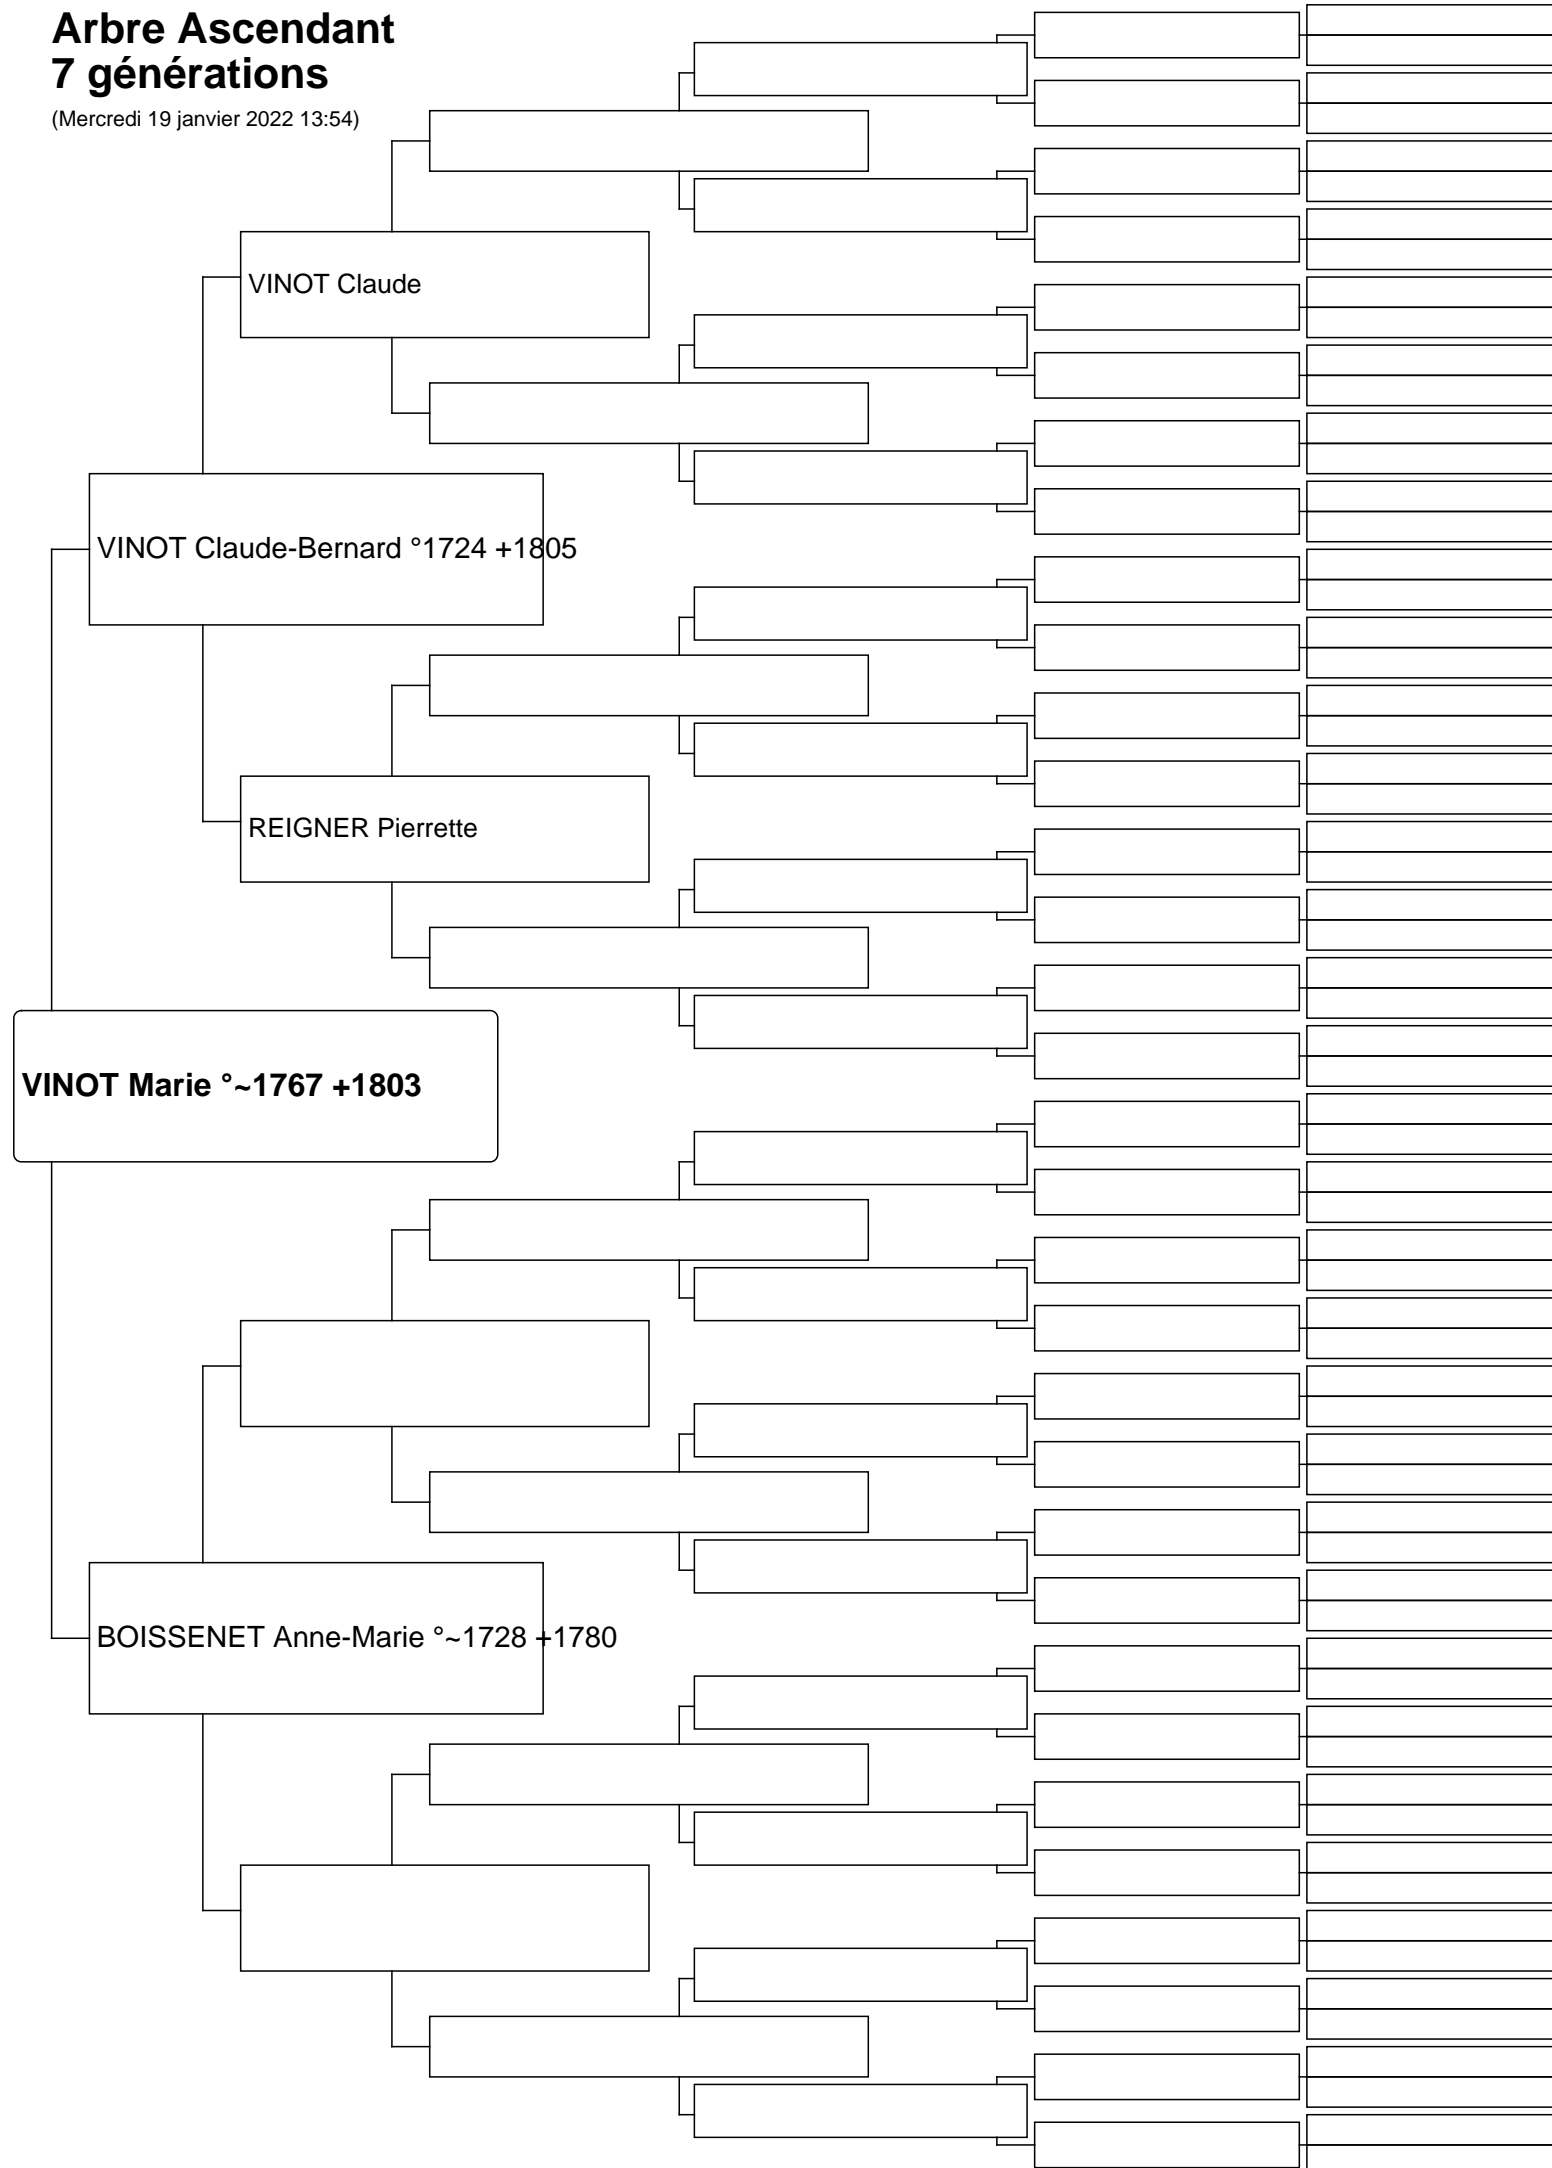 Arbre Ascendant
7 générations
(Mercredi 19 janvier 2022 13:54)
VINOT Claude
VINOT Claude-Bernard °1724 +1805
REIGNER Pierrette
VINOT Marie °~1767 +1803
BOISSENET Anne-Marie °~1728 +1780